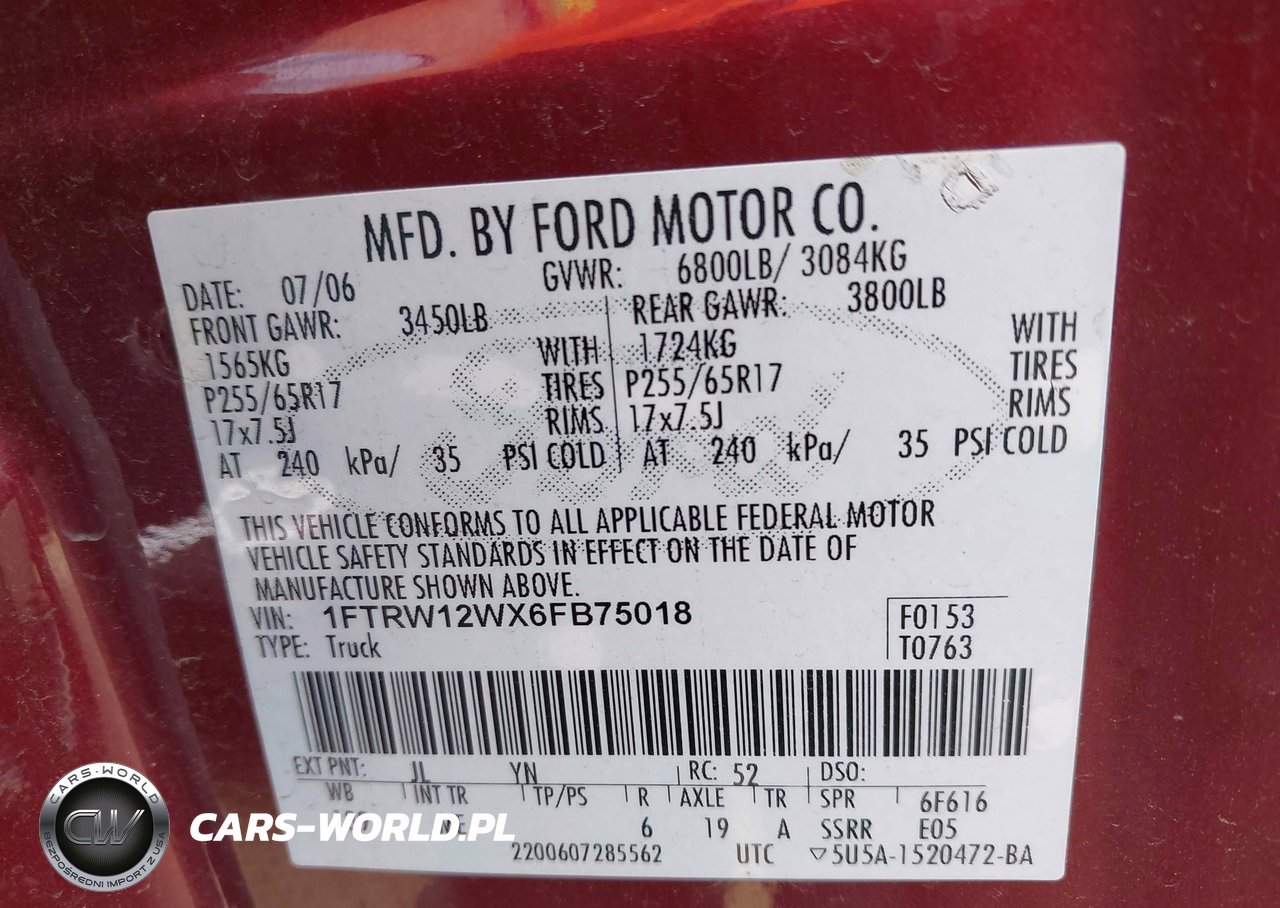 MFD. BY FORD MOTOR CO.
DATE: 07/06 GVWR: 6800LB/ 3084KG
FRONT GAWR: 3450LB REAR GAWR: 3800LB
1565KG WITH 1724KG WITH
P255/65R17 TIRES P255/65R17 TIRES
17x7.5J RIMS 17x7.5J RIMS
AT 240 kPa/ 35 PSI COLD AT 240 kPa/ 35 PSI COLD
THIS VEHICLE CONFORMS TO ALL APPLICABLE FEDERAL MOTOR
VEHICLE SAFETY STANDARDS IN EFFECT ON THE DATE OF
MANUFACTURE SHOWN ABOVE.
VIN: 1FTRW12WX6FB75018 F0153
TYPE: Truck T0763
EXT PNT: JL YN RC: 52 DSO:
WB INT TR TP/PS R AXLE TR SPR 6F616
6 19 A SSRR E05
2200607285562 UTC ▽5U5A-1520472-BA
CARS-WORLD
CW
BEZPOŚREDNI IMPORT Z USA
CARS-WORLD.PL